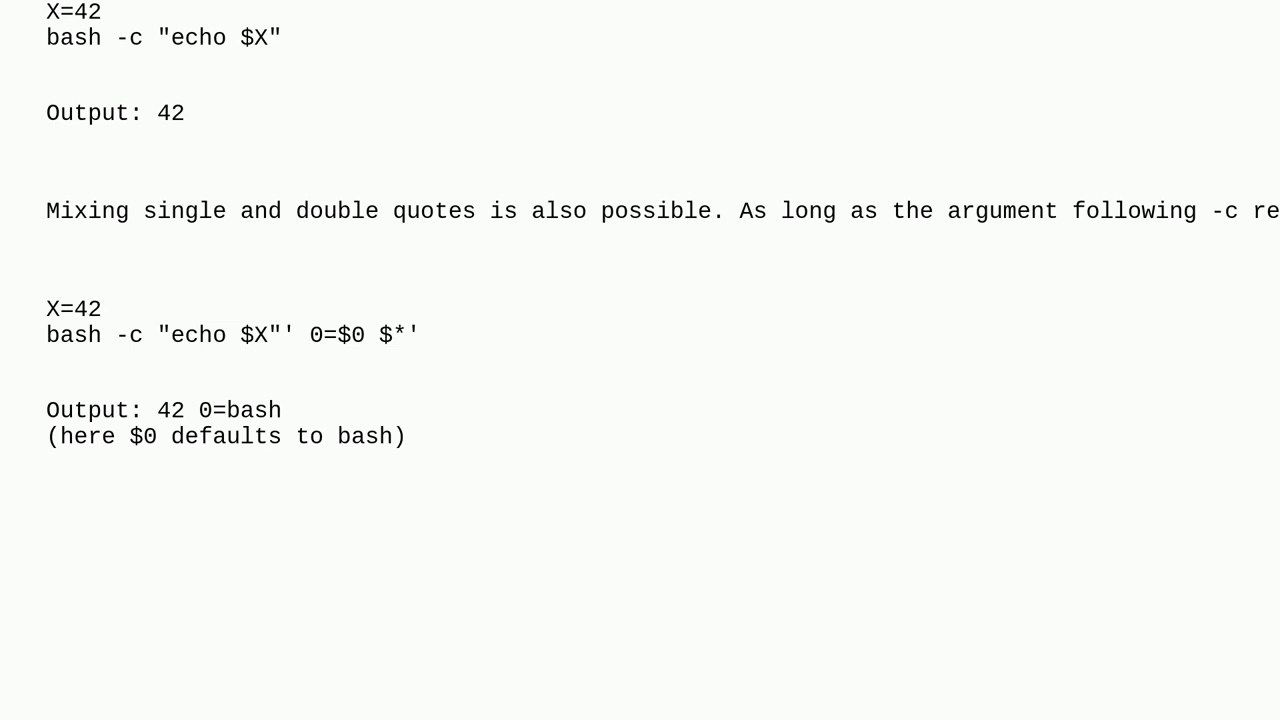 X=42
bash -c "echo $X"
Output: 42
Mixing single and double quotes is also possible. As long as the argument following -c re
X=42
bash -c "echo $X"' 0=$0 $*'
Output: 42 0=bash
(here $0 defaults to bash)